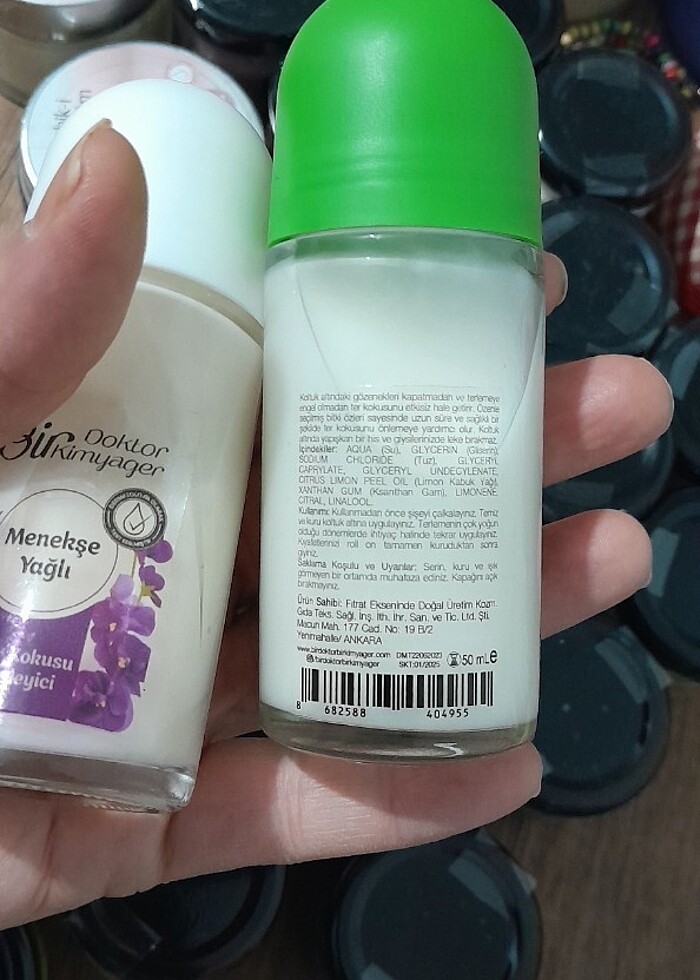 Bir Doktor
Kimyager
Menekşe
Yağlı
Kokusu
Koltuk altındaki gözenekleri kapatmadan ve terlemeye
engel olmadan ter kokusunu etkisiz hale getirir. Özenle
seçilmiş bitki özleri sayesinde uzun süre ve sağlıklı bir
şekilde ter kokusunu önlemeye yardımcı olur. Koltuk
altında yapışkan bir his ve giysilerinizde leke bırakmaz.
İçindekiler: AQUA (Su), GLYCERIN (Gliserin),
SODIUM CHLORIDE (Tuz), GLYCERYL
CAPRYLATE, GLYCERYL UNDECYLENATE,
CITRUS LIMON PEEL OIL (Limon Kabuk Yağ),
XANTHAN GUM (Ksanthan Gam), LIMONENE,
CITRAL, LINALOOL.
Kullanımı: Kullanmadan önce şişeyi çalkalayınız. Temiz
ve kuru koltuk altına uygulayınız. Terlemenin çok yoğun
olduğu dönemlerde ihtiyaç halinde tekrar uygulayınız.
Kıyafetlerinizi roll on tamamen kuruduktan sonra
giyiniz.
Saklama Koşulu ve Uyarılar: Serin, kuru ve ışık
görmeyen bir ortamda muhafaza ediniz. Kapağını açık
bırakmayınız.
Ürün Sahibi: Fıtrat Ekseninde Doğal Üretim Kozm.
Gıda Teks. Sağl. İnş. İth. İhr. San. ve Tic. Ltd. Şti.
Macun Mah. 177 Cad. No: 19 B/2
Yenimahalle/ ANKARA
www.birdoktorbirkimyager.com DMT22062023
birdoktorbirkimyager SKT:01/2025 50 mL e
8 682588 404955